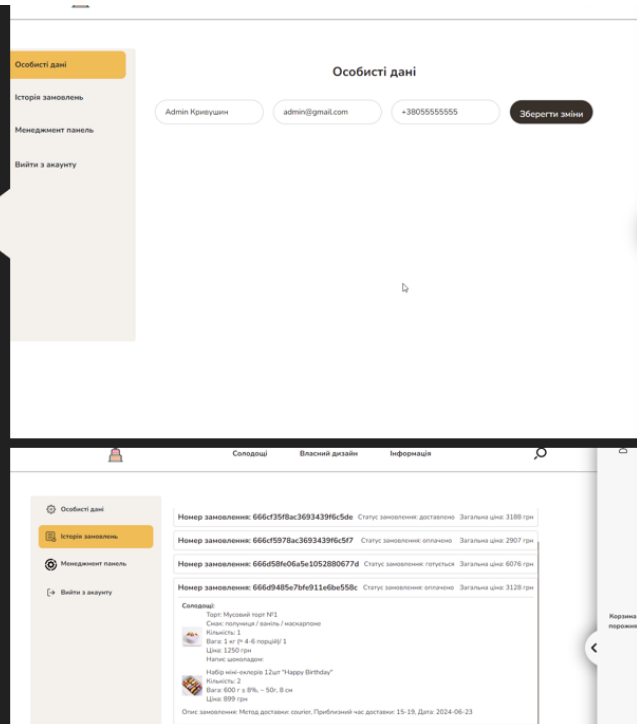 Особисті дані
Особисті дані
Історія замовлень
Admin Кривушин admin@gmail.com +38055555555 Зберегти зміни
Менеджмент панель
Вийти з акаунту
Солодощі Власний дизайн Інформація
Особисті дані
Номер замовлення: 666cf35f8ac3693439f6c5de Статус замовлення: доставлено Загальна ціна: 3188 грн
Історія замовлень
Номер замовлення: 666cf5978ac3693439f6c5f7 Статус замовлення: оплачено Загальна ціна: 2907 грн
Менеджмент панель
Номер замовлення: 666d58fe06a5e1052880677d Статус замовлення: готується Загальна ціна: 6076 грн
Вийти з акаунту
Номер замовлення: 666d9485e7bfe911e6be558c Статус замовлення: оплачено Загальна ціна: 3128 грн
Солодощі:
Торт: Мусовий торт №1
Смак: полуниця / ваніль / маскарпоне
Кількість: 1
Вага: 1 кг (≈ 4-6 порцій)/ 1
Ціна: 1250 грн
Напис шоколадом:
Набір міні-еклерів 12шт "Happy Birthday"
Кількість: 2
Вага: 600 г ± 8%, ~ 50г, 8 см
Ціна: 899 грн
Опис замовлення: Метод доставки: courier, Приблизний час доставки: 15-19, Дата: 2024-06-23
Корзина
порожня